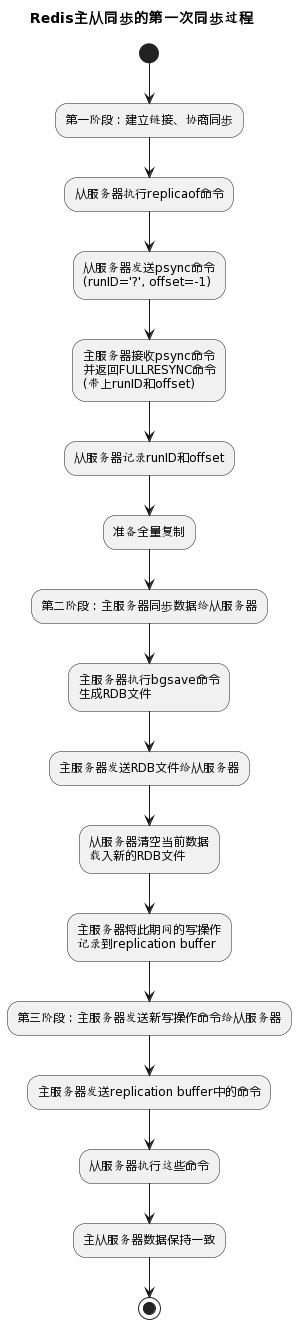 Redis主从同步的第一次同步过程
第一阶段：建立链接、协商同步
从服务器执行replicaof命令
从服务器发送psync命令
(runID='?', offset=-1)
主服务器接收psync命令
并返回FULLRESYNC命令
(带上runID和offset)
从服务器记录runID和offset
准备全量复制
第二阶段：主服务器同步数据给从服务器
主服务器执行bgsave命令
生成RDB文件
主服务器发送RDB文件给从服务器
从服务器清空当前数据
载入新的RDB文件
主服务器将此期间的写操作
记录到replication buffer
第三阶段：主服务器发送新写操作命令给从服务器
主服务器发送replication buffer中的命令
从服务器执行这些命令
主从服务器数据保持一致